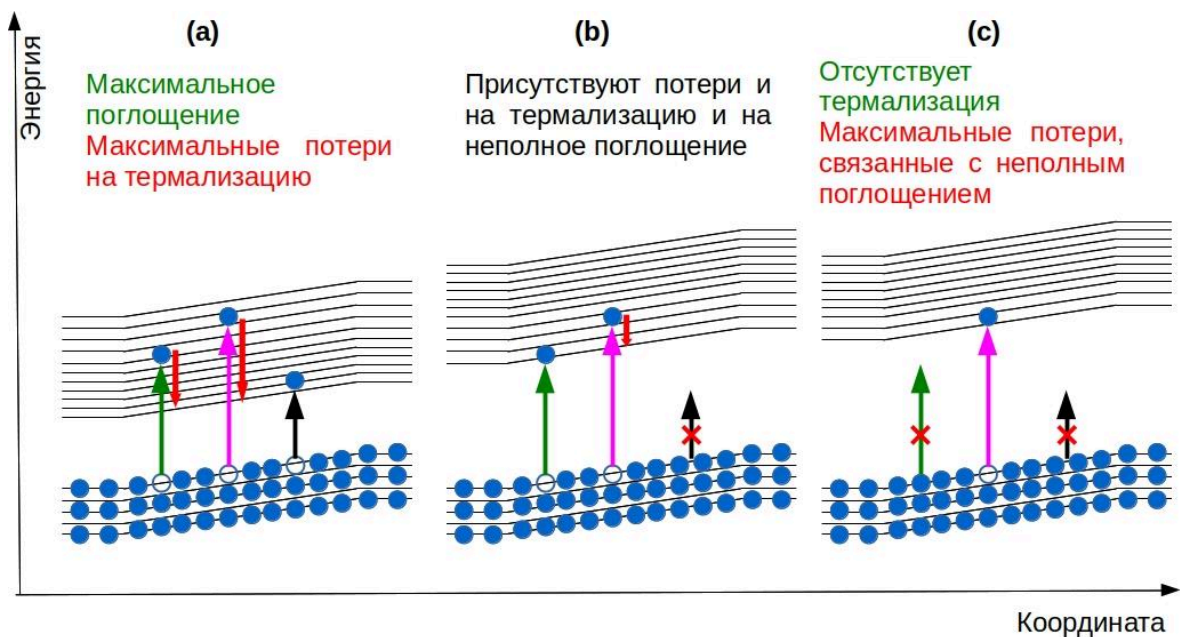 Энергия
(a)
Максимальное
поглощение
Максимальные потери
на термализацию
(b)
Присутствуют потери и
на термализацию и на
неполное поглощение
(c)
Отсутствует
термализация
Максимальные потери,
связанные с неполным
поглощением
Координата